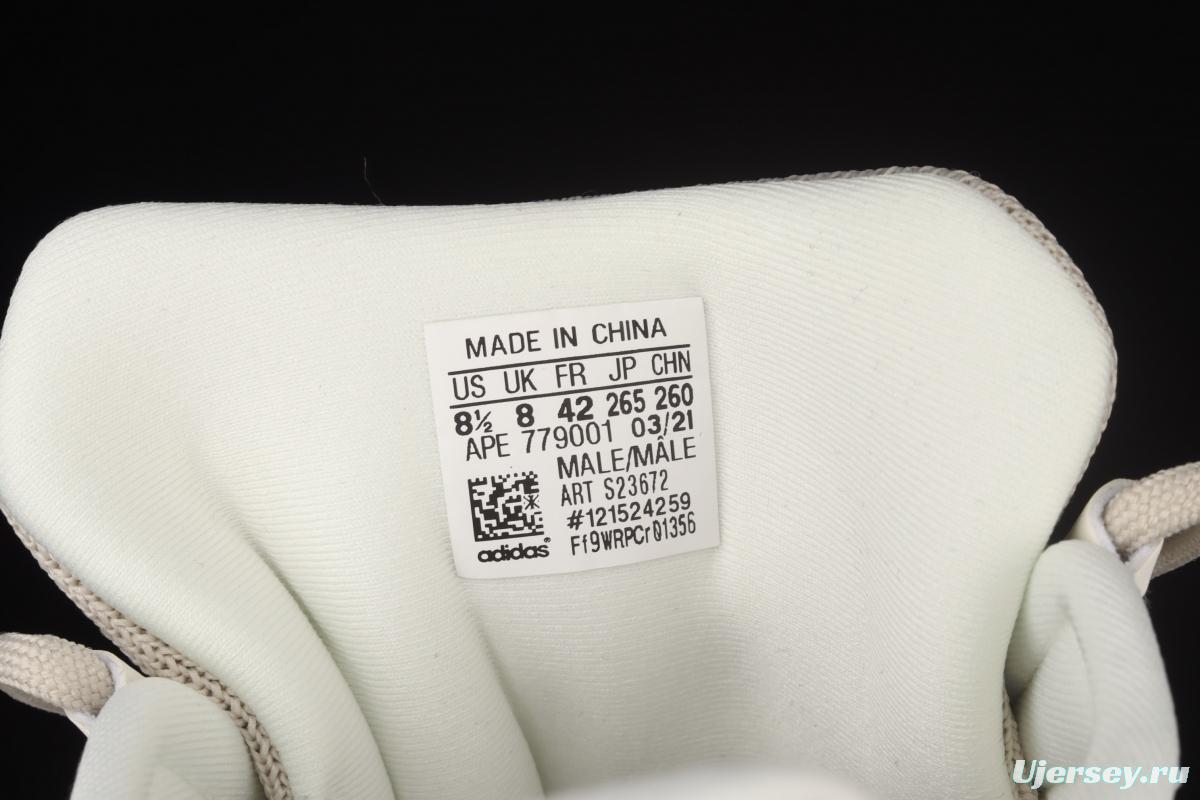 MADE IN CHINA
US UK FR JP CHN
8½ 8 42 265 260
APE 779001 03/21
MALE/MÂLE
ART S23672
#121524259
Ff9WRPCr01356
adidas®
Ujersey.ru